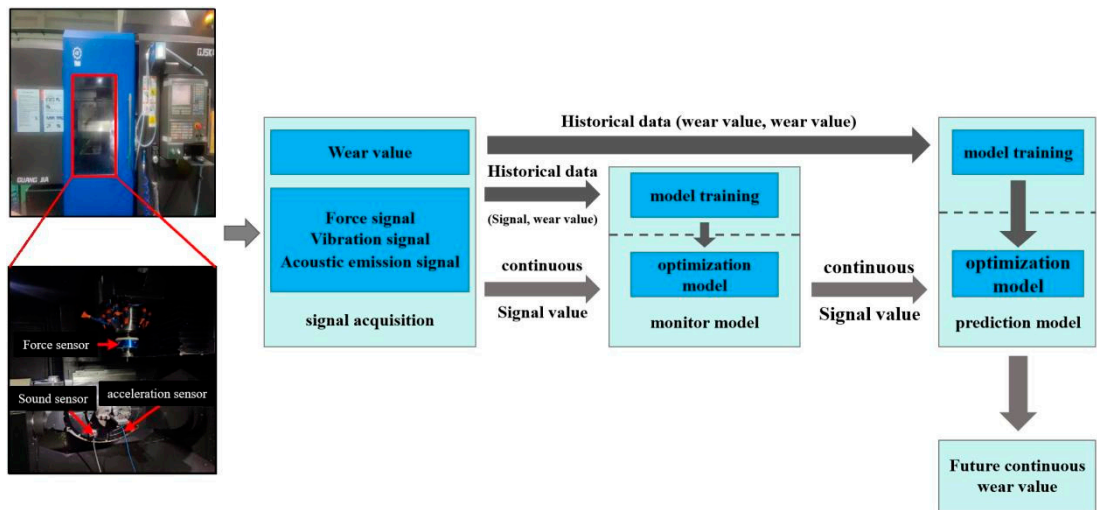 GUANG JIA
Force sensor
Sound sensor
acceleration sensor
Wear value
Force signal
Vibration signal
Acoustic emission signal
signal acquisition
Historical data (wear value, wear value)
Historical data
(Signal, wear value)
continuous
Signal value
model training
optimization
model
monitor model
continuous
Signal value
model training
optimization
model
prediction model
Future continuous
wear value